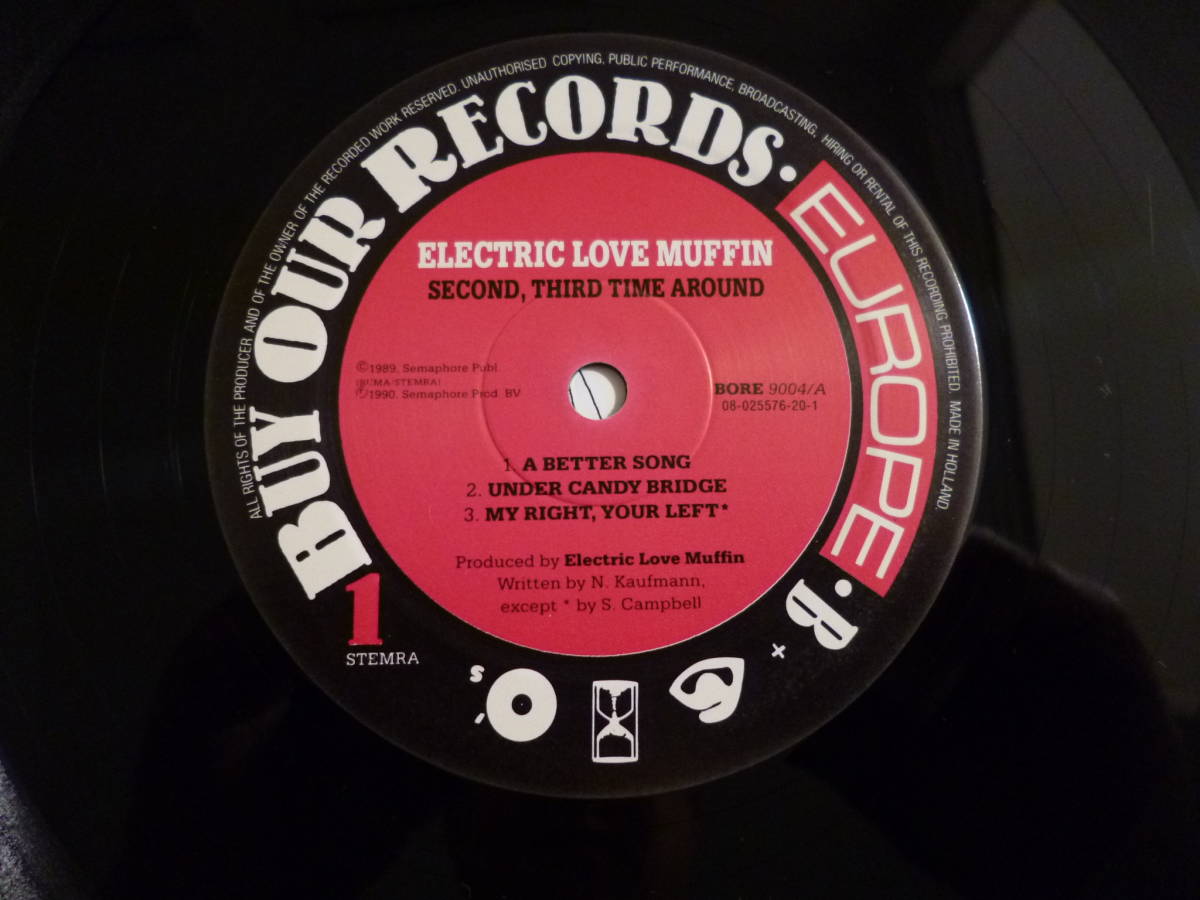 ALL RIGHTS OF THE PRODUCER AND OF THE OWNER OF THE RECORDED WORK RESERVED. UNAUTHORISED COPYING, PUBLIC PERFORMANCE, BROADCASTING, HIRING OR RENTAL OF THIS RECORDING PROHIBITED. MADE IN HOLLAND.
BUY OUR RECORDS · EUROPE · B +
ELECTRIC LOVE MUFFIN
SECOND, THIRD TIME AROUND
©1989. Semaphore Publ.
(BUMA/STEMRA)
℗1990. Semaphore Prod. BV
BORE 9004/A
08-025576-20-1
1. A BETTER SONG
2. UNDER CANDY BRIDGE
3. MY RIGHT, YOUR LEFT*
Produced by Electric Love Muffin
Written by N. Kaufmann,
except * by S. Campbell
1
STEMRA
O's